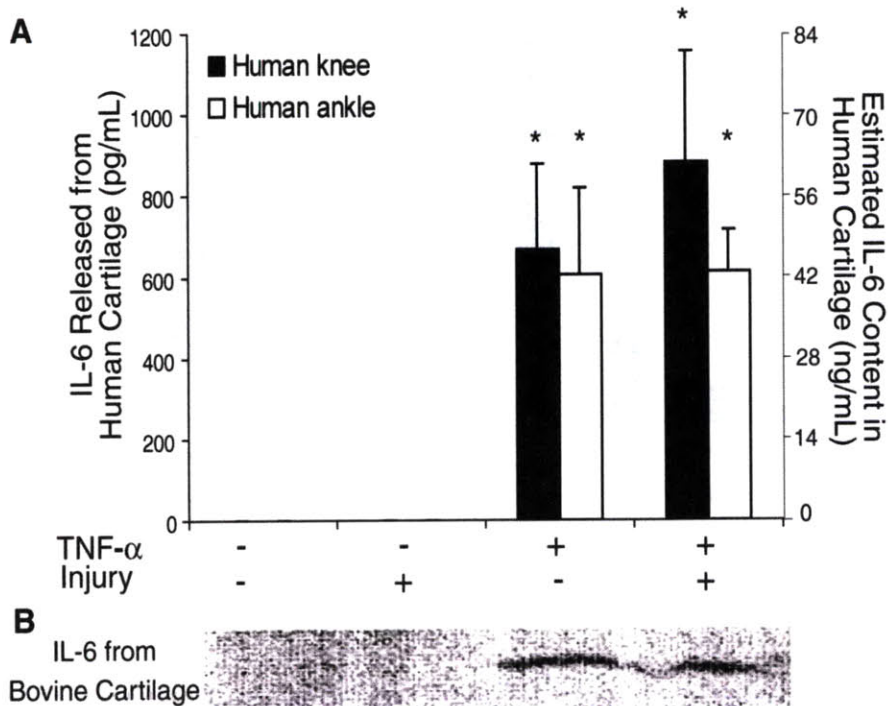 A
IL-6 Released from
Human Cartilage (pg/mL)
1200
1000
800
600
400
200
0
Human knee
Human ankle
* * * *
84
70
56
42
28
14
0
Estimated IL-6 Content in
Human Cartilage (ng/mL)
TNF-α - - + +
Injury - + - +
B
IL-6 from
Bovine Cartilage